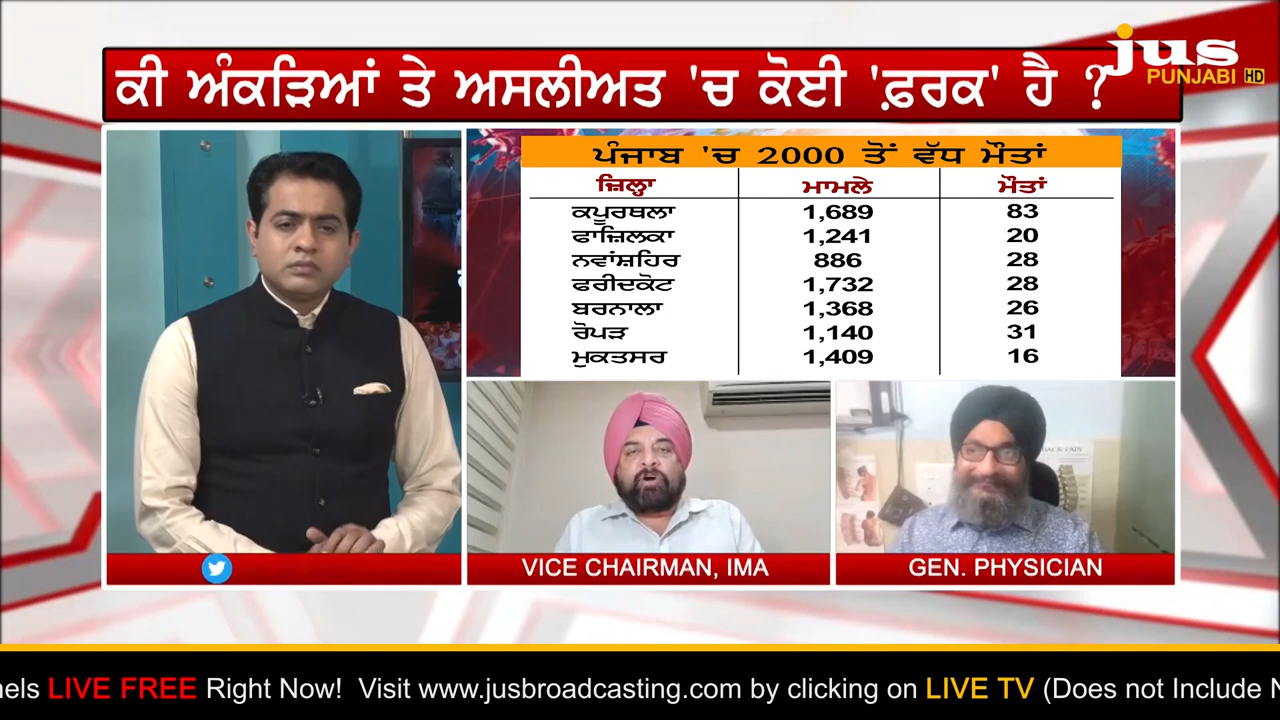 jus
PUNJABI HD
ਕੀ ਅੰਕੜਿਆਂ ਤੇ ਅਸਲੀਅਤ 'ਚ ਕੋਈ 'ਫ਼ਰਕ' ਹੈ ?
ਪੰਜਾਬ 'ਚ 2000 ਤੋਂ ਵੱਧ ਮੌਤਾਂ
ਜ਼ਿਲ੍ਹਾ ਮਾਮਲੇ ਮੌਤਾਂ
ਕਪੂਰਥਲਾ 1,689 83
ਫਾਜ਼ਿਲਕਾ 1,241 20
ਨਵਾਂਸ਼ਹਿਰ 886 28
ਫਰੀਦਕੋਟ 1,732 28
ਬਰਨਾਲਾ 1,368 26
ਰੋਪੜ 1,140 31
ਮੁਕਤਸਰ 1,409 16
BACK PAIN
VICE CHAIRMAN, IMA
GEN. PHYSICIAN
nels LIVE FREE Right Now! Visit www.jusbroadcasting.com by clicking on LIVE TV (Does not Include N